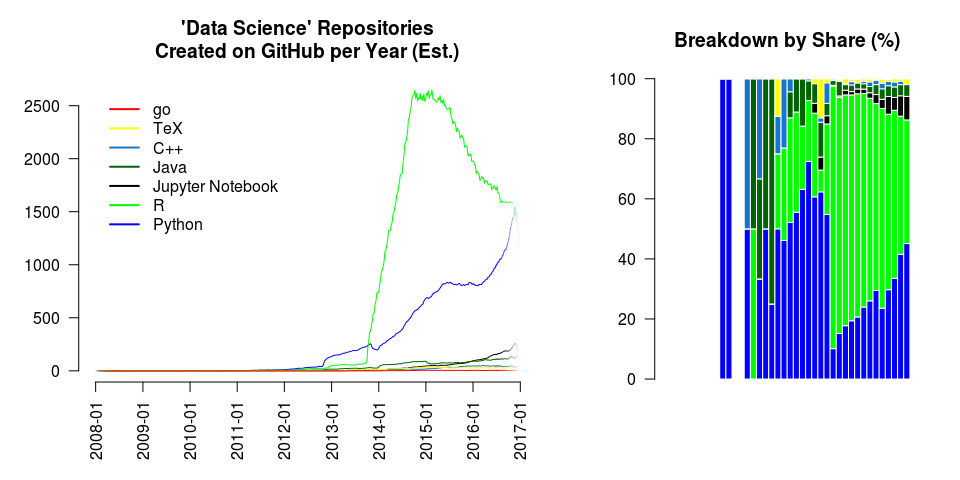 'Data Science' Repositories
Created on GitHub per Year (Est.)
2500
2000
1500
1000
500
0
go
TeX
C++
Java
Jupyter Notebook
R
Python
2008-01
2009-01
2010-01
2011-01
2012-01
2013-01
2014-01
2015-01
2016-01
2017-01
Breakdown by Share (%)
100
80
60
40
20
0